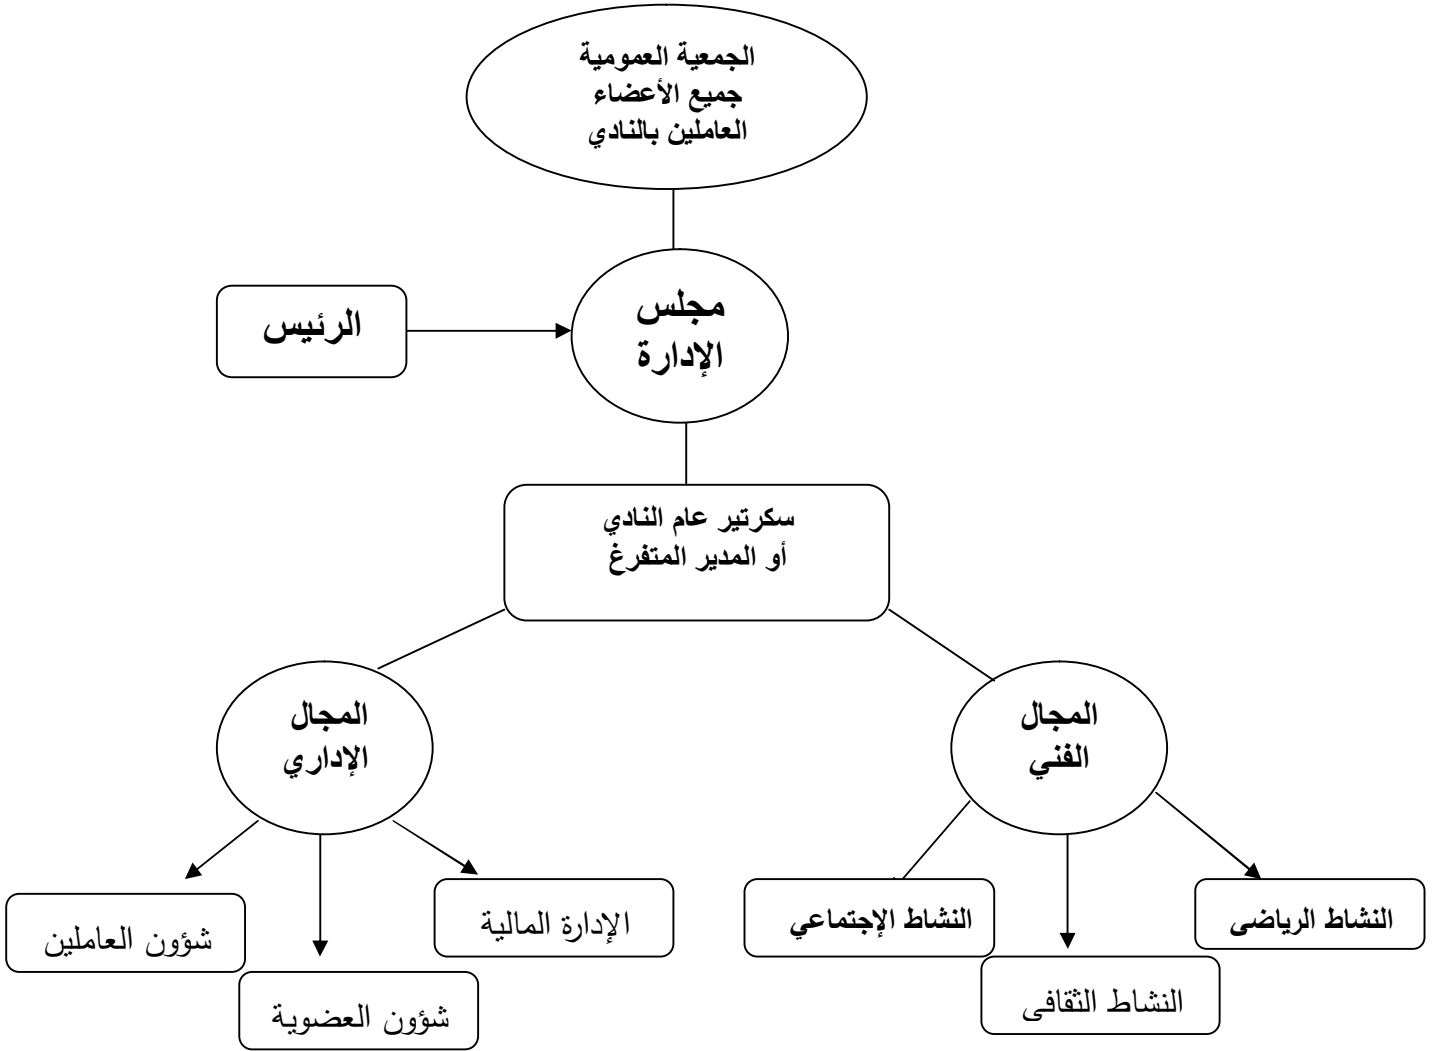 الجمعية العمومية
جميع الأعضاء
العاملين بالنادي
مجلس
الإدارة
الرئيس
سكرتير عام النادي
أو المدير المتفرغ
المجال
الفني
المجال
الإداري
النشاط الرياضى
النشاط الثقافى
النشاط الإجتماعي
الإدارة المالية
شؤون العضوية
شؤون العاملين